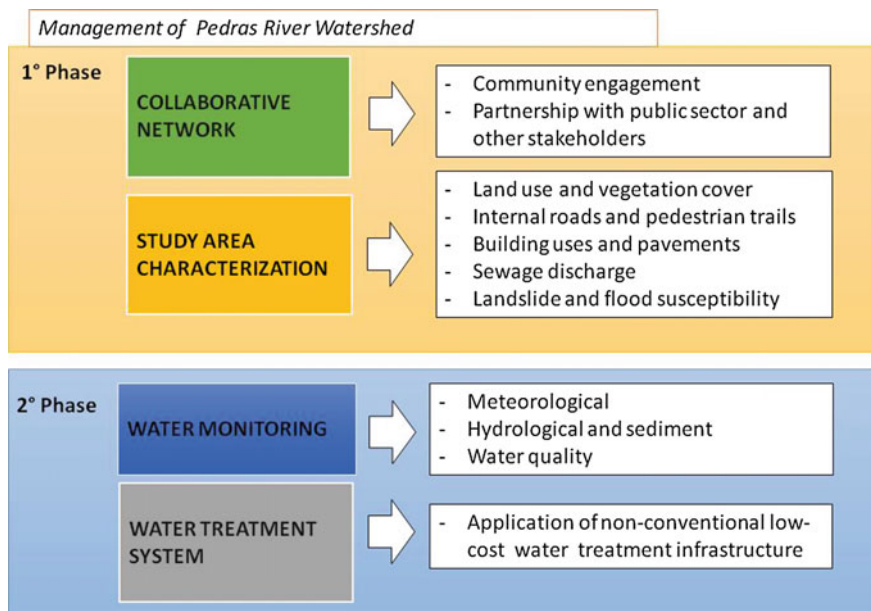 Management of Pedras River Watershed
1° Phase
COLLABORATIVE
NETWORK
- Community engagement
- Partnership with public sector and
other stakeholders
STUDY AREA
CHARACTERIZATION
- Land use and vegetation cover
- Internal roads and pedestrian trails
- Building uses and pavements
- Sewage discharge
- Landslide and flood susceptibility
2° Phase
WATER MONITORING
- Meteorological
- Hydrological and sediment
- Water quality
WATER TREATMENT
SYSTEM
- Application of non-conventional low-
cost water treatment infrastructure